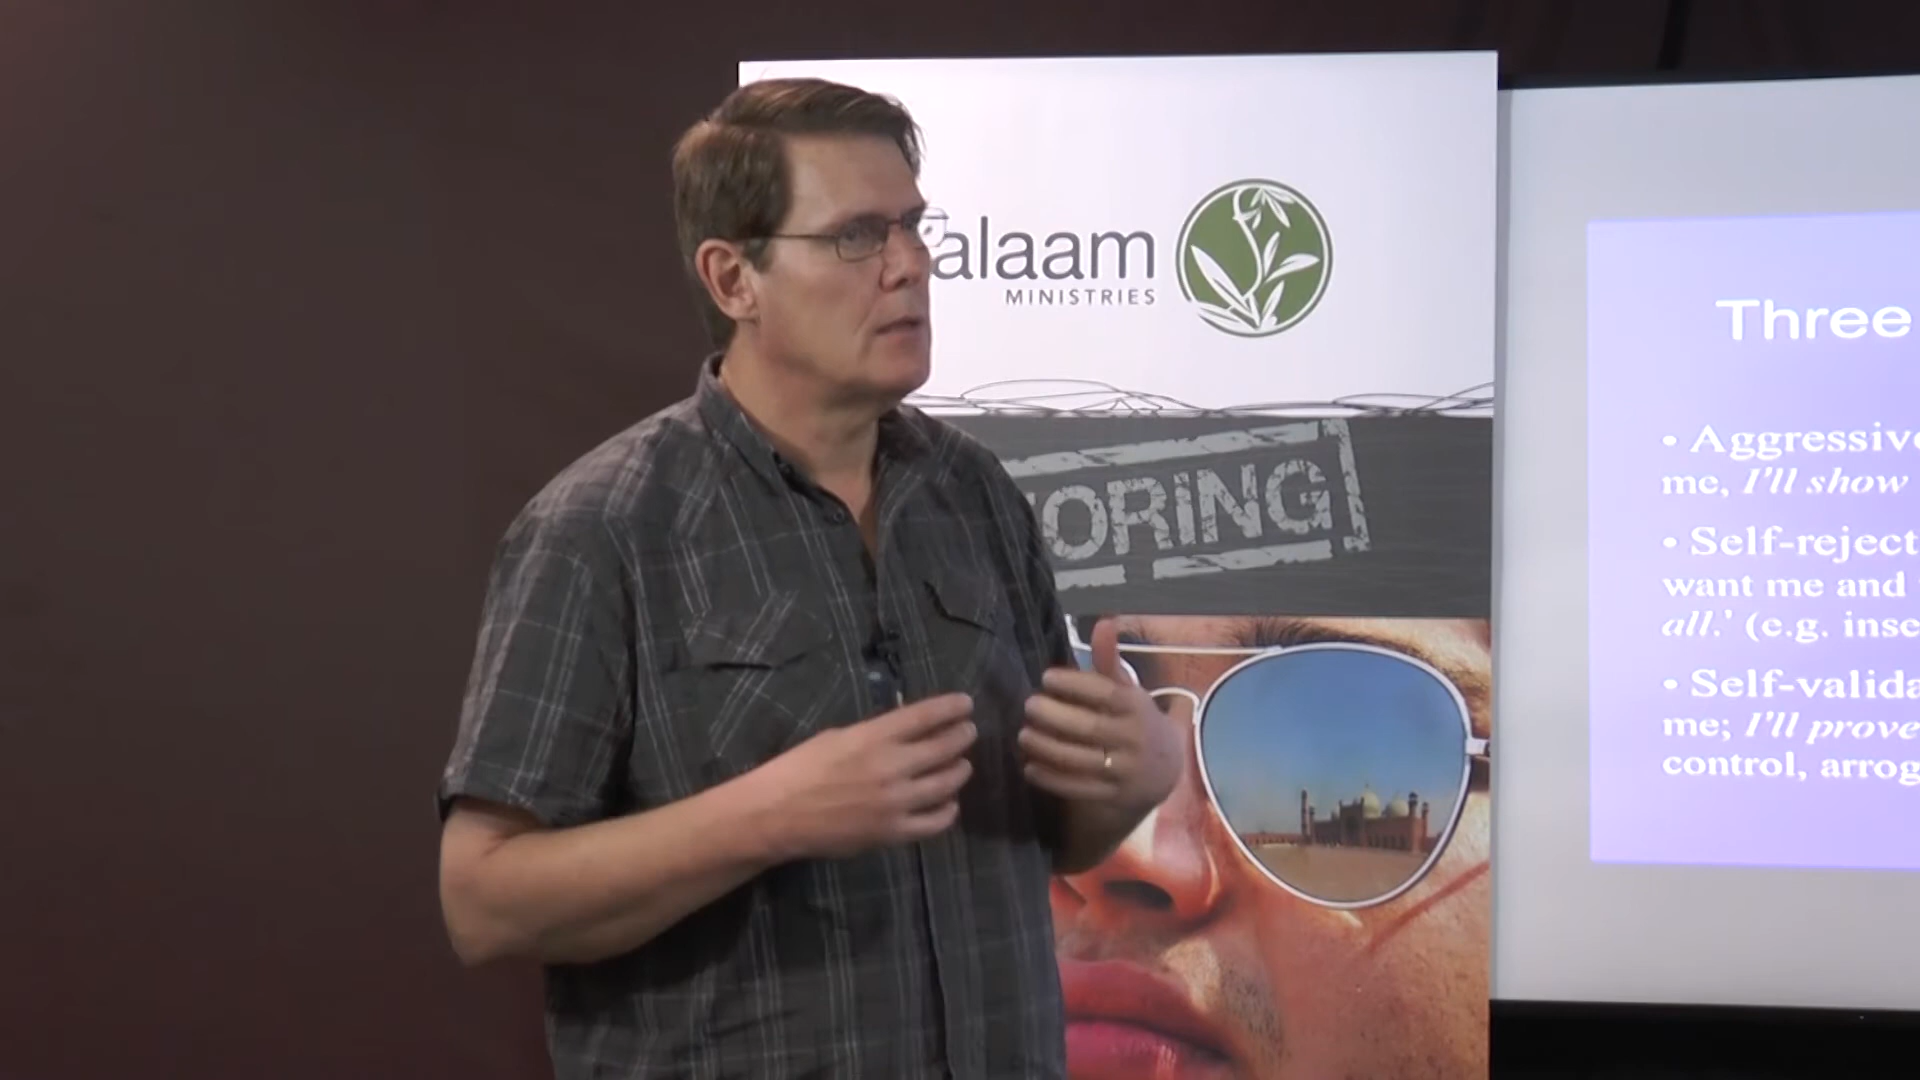 alaam
MINISTRIES
ORING
Three
• Aggressive
me, I'll show
• Self-reject
want me and
all.' (e.g. inse
• Self-valida
me; I'll prove
control, arrog